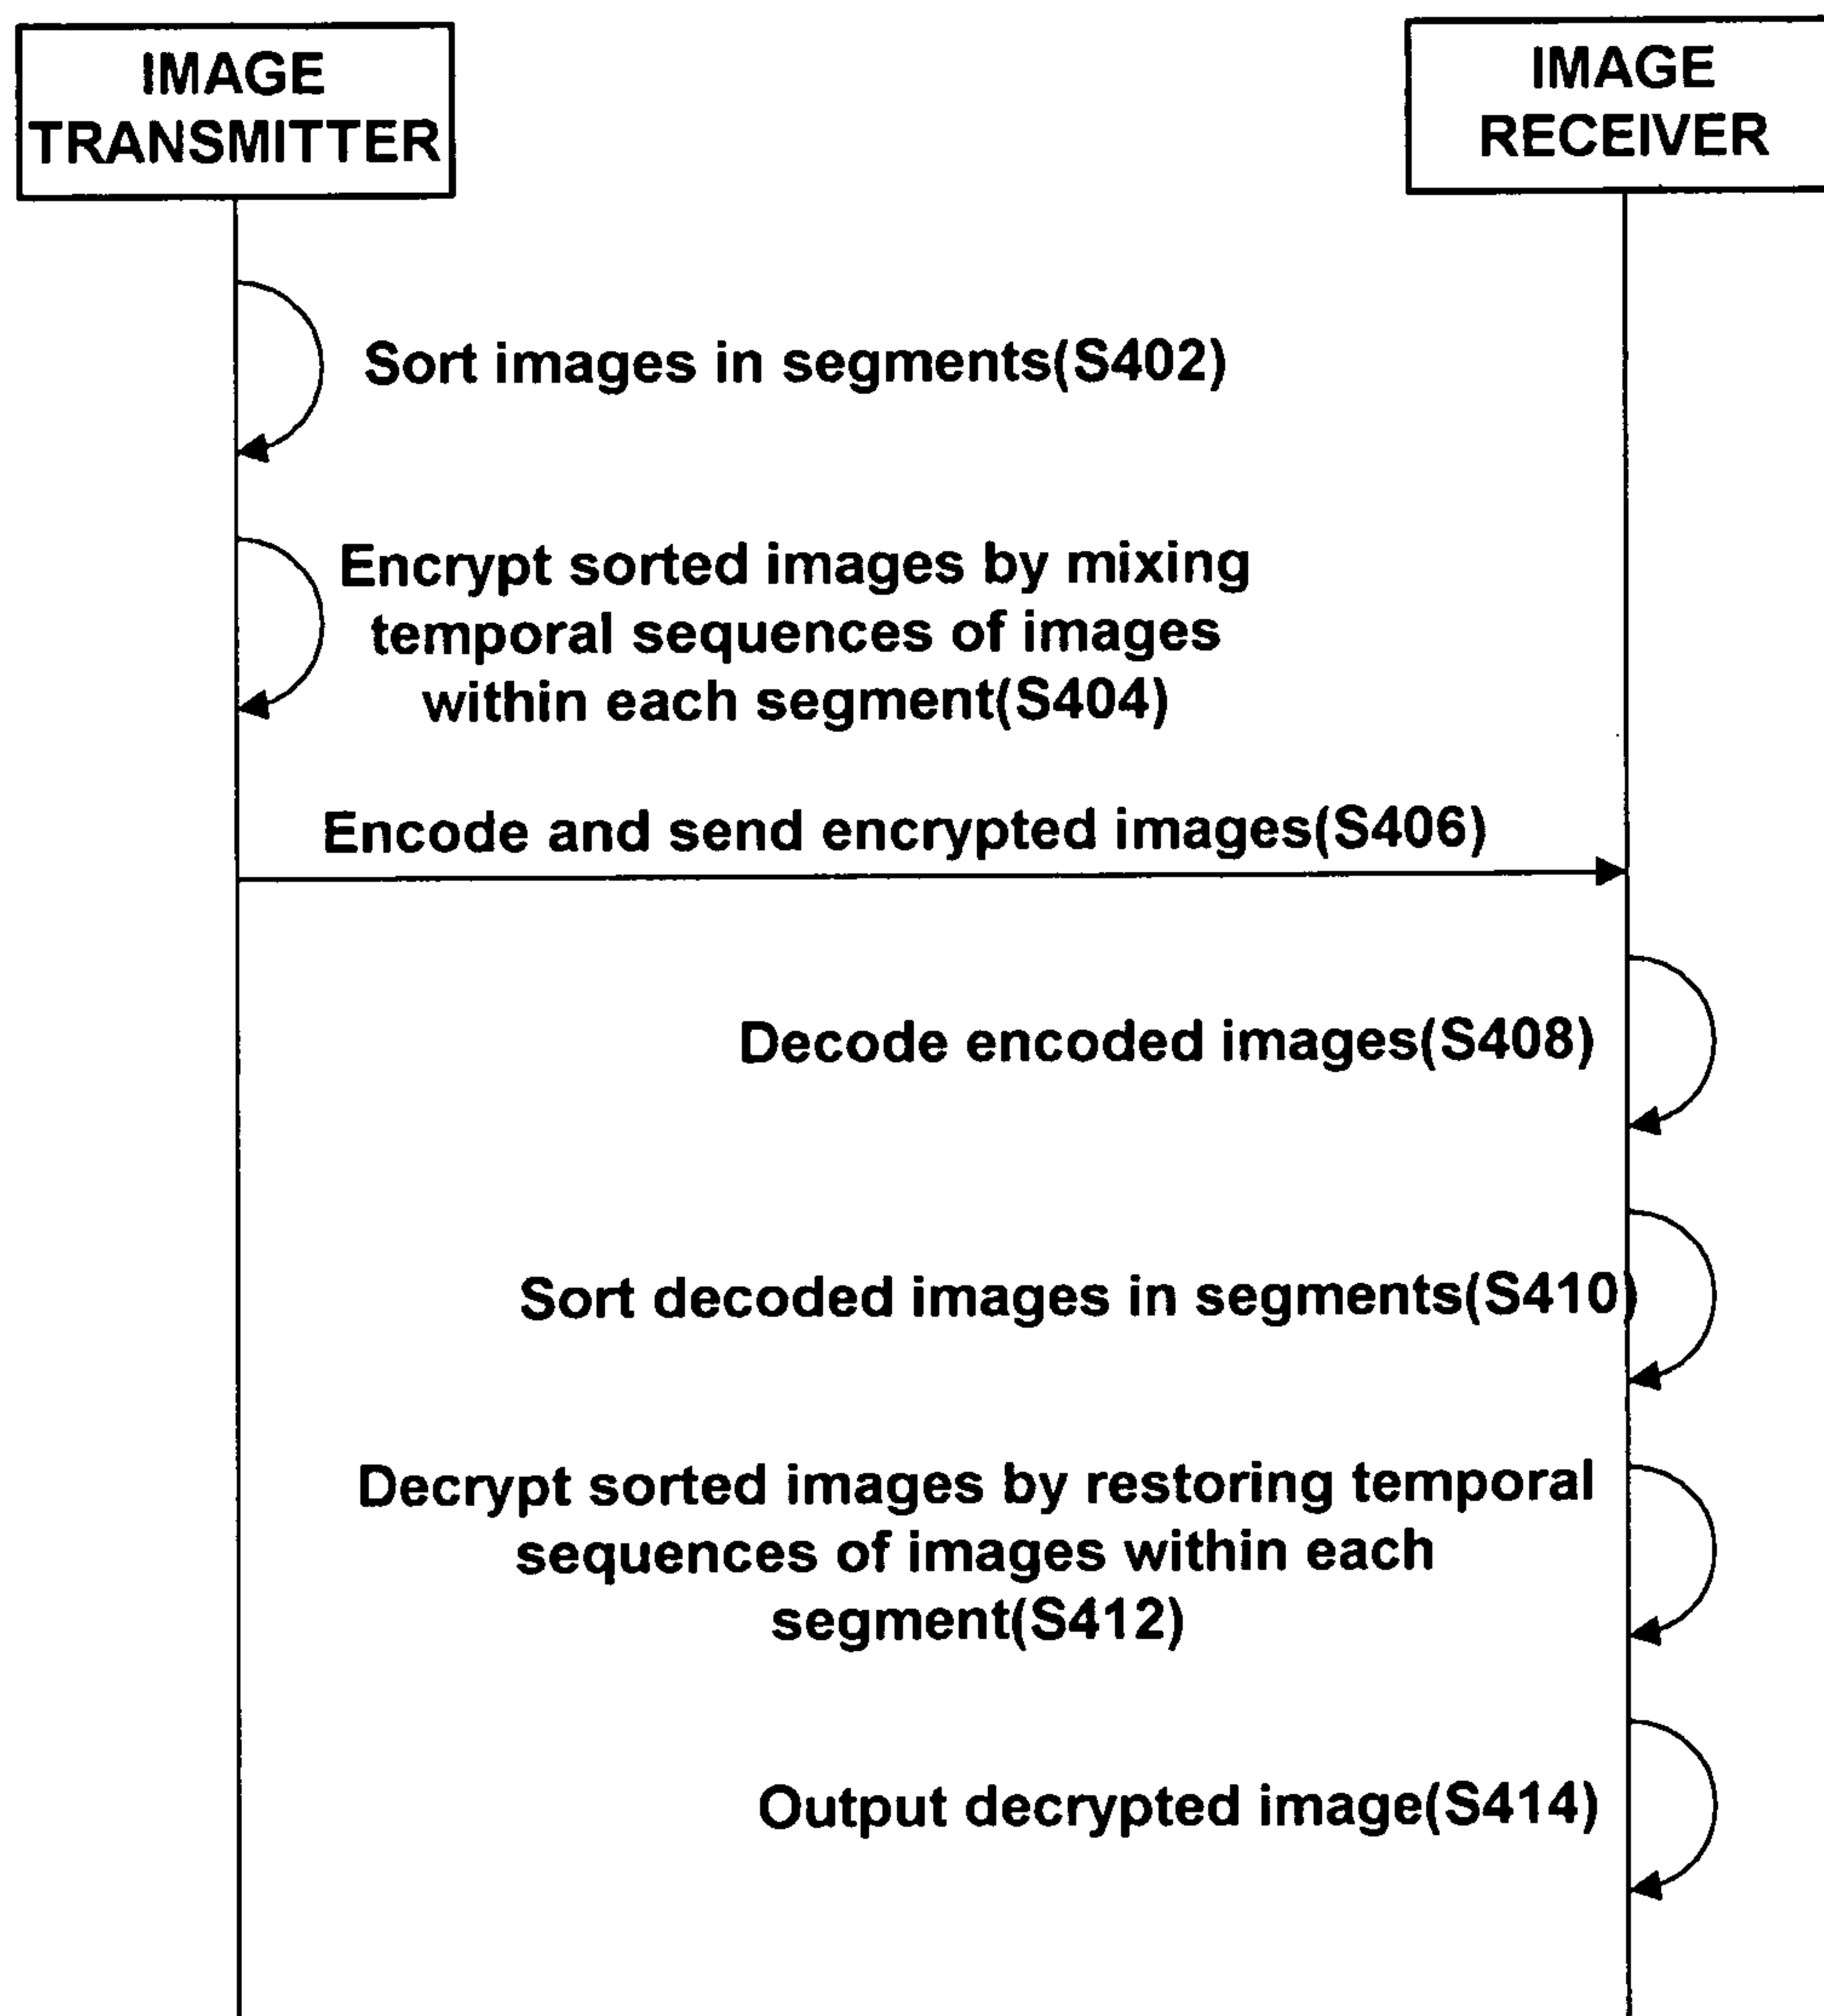 IMAGE
TRANSMITTER
IMAGE
RECEIVER
Sort images in segments(S402)
Encrypt sorted images by mixing
temporal sequences of images
within each segment(S404)
Encode and send encrypted images(S406)
Decode encoded images(S408)
Sort decoded images in segments(S410)
Decrypt sorted images by restoring temporal
sequences of images within each
segment(S412)
Output decrypted image(S414)